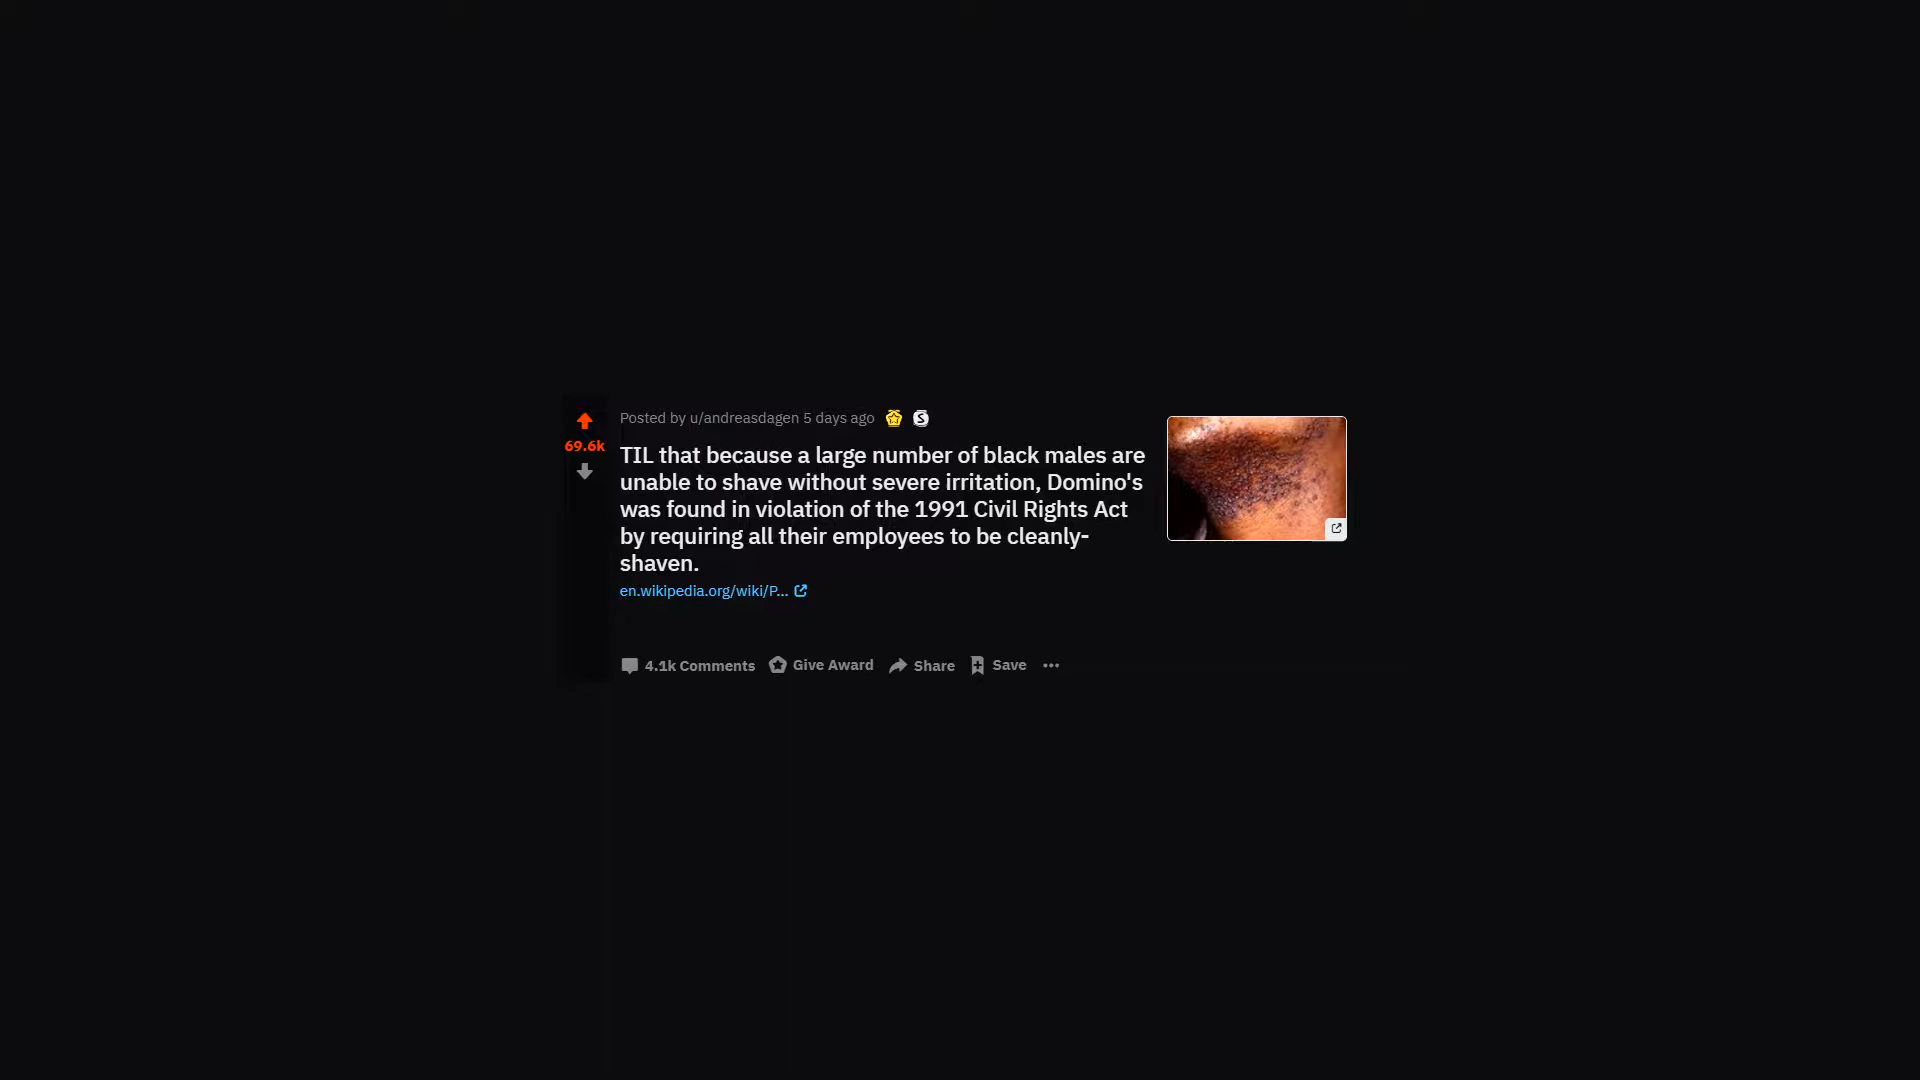 Posted by u/andreasdagen 5 days ago
69.6k
TIL that because a large number of black males are
unable to shave without severe irritation, Domino's
was found in violation of the 1991 Civil Rights Act
by requiring all their employees to be cleanly-
shaven.
en.wikipedia.org/wiki/P...
4.1k Comments Give Award Share Save